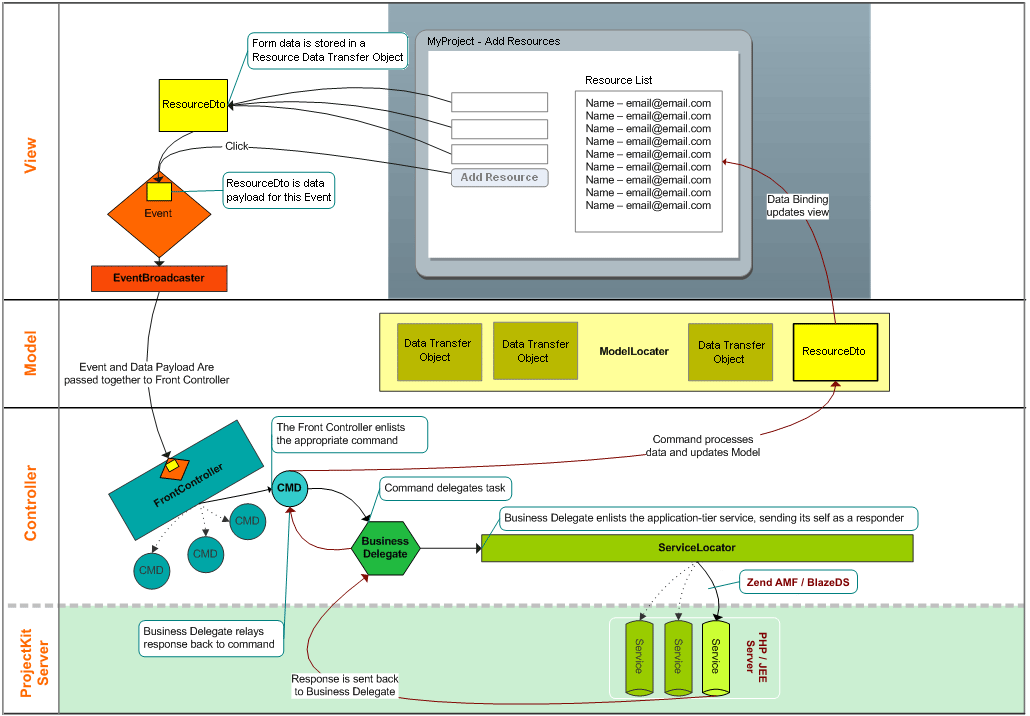 View
Form data is stored in a
Resource Data Transfer Object
ResourceDto
Click
ResourceDto is data
payload for this Event
Event
EventBroadcaster
MyProject - Add Resources
Add Resource
Resource List
Name – email@email.com
Name – email@email.com
Name – email@email.com
Name – email@email.com
Name – email@email.com
Name – email@email.com
Name – email@email.com
Name – email@email.com
Name – email@email.com
Data Binding
updates view
Model
Event and Data Payload Are
passed together to Front Controller
Data Transfer
Object
Data Transfer
Object
ModelLocater
Data Transfer
Object
ResourceDto
Controller
The Front Controller enlists
the appropriate command
Command processes
data and updates Model
FrontController
CMD
CMD
CMD
CMD
Command delegates task
Business
Delegate
Business Delegate enlists the application-tier service, sending its self as a responder
ServiceLocator
Zend AMF / BlazeDS
ProjectKit
Server
Business Delegate relays
response back to command
Response is sent back
to Business Delegate
Service
Service
Service
PHP / JEE
Server